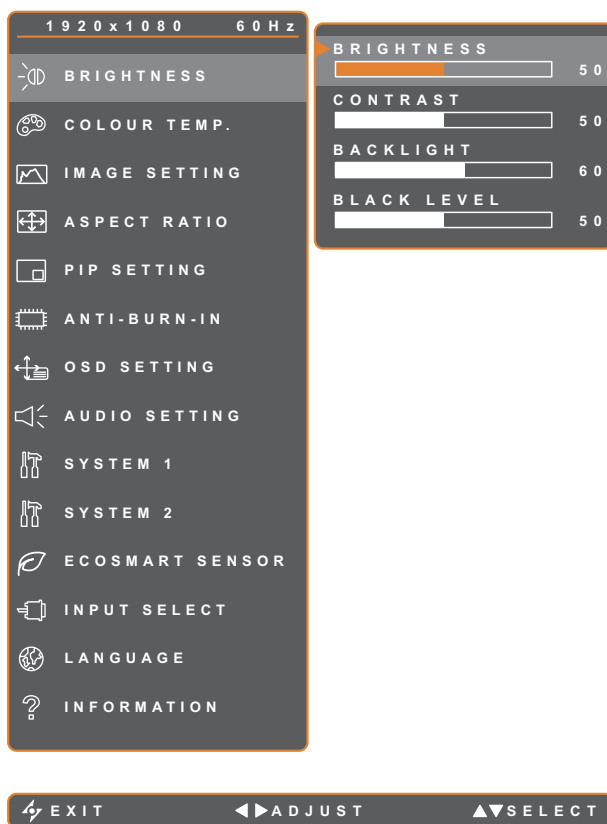 1920x1080 60Hz
BRIGHTNESS
COLOUR TEMP.
IMAGE SETTING
ASPECT RATIO
PIP SETTING
ANTI-BURN-IN
OSD SETTING
AUDIO SETTING
SYSTEM 1
SYSTEM 2
ECOSMART SENSOR
INPUT SELECT
LANGUAGE
INFORMATION
BRIGHTNESS
50
CONTRAST
50
BACKLIGHT
60
BLACK LEVEL
50
EXIT ADJUST SELECT